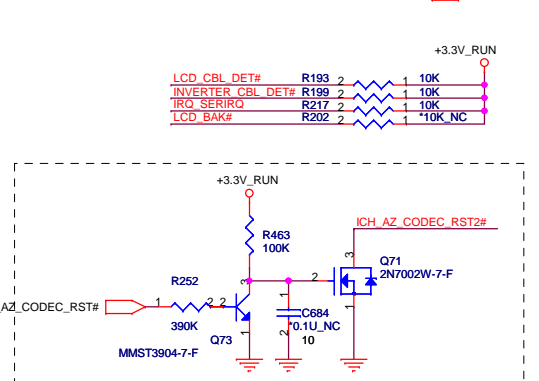 +3.3V_RUN
LCD_CBL_DET# R193 2 1 10K
INVERTER_CBL_DET# R199 2 1 10K
IRQ_SERIRQ R217 2 1 10K
LCD_BAK# R202 2 1 *10K_NC
+3.3V_RUN
ICH_AZ_CODEC_RST2#
R463
100K
3
Q71
2N7002W-7-F
R252
3
2
AZ_CODEC_RST# 1 2 2
1
C684
*0.1U_NC
10
390K
Q73
1
2
1
MMST3904-7-F